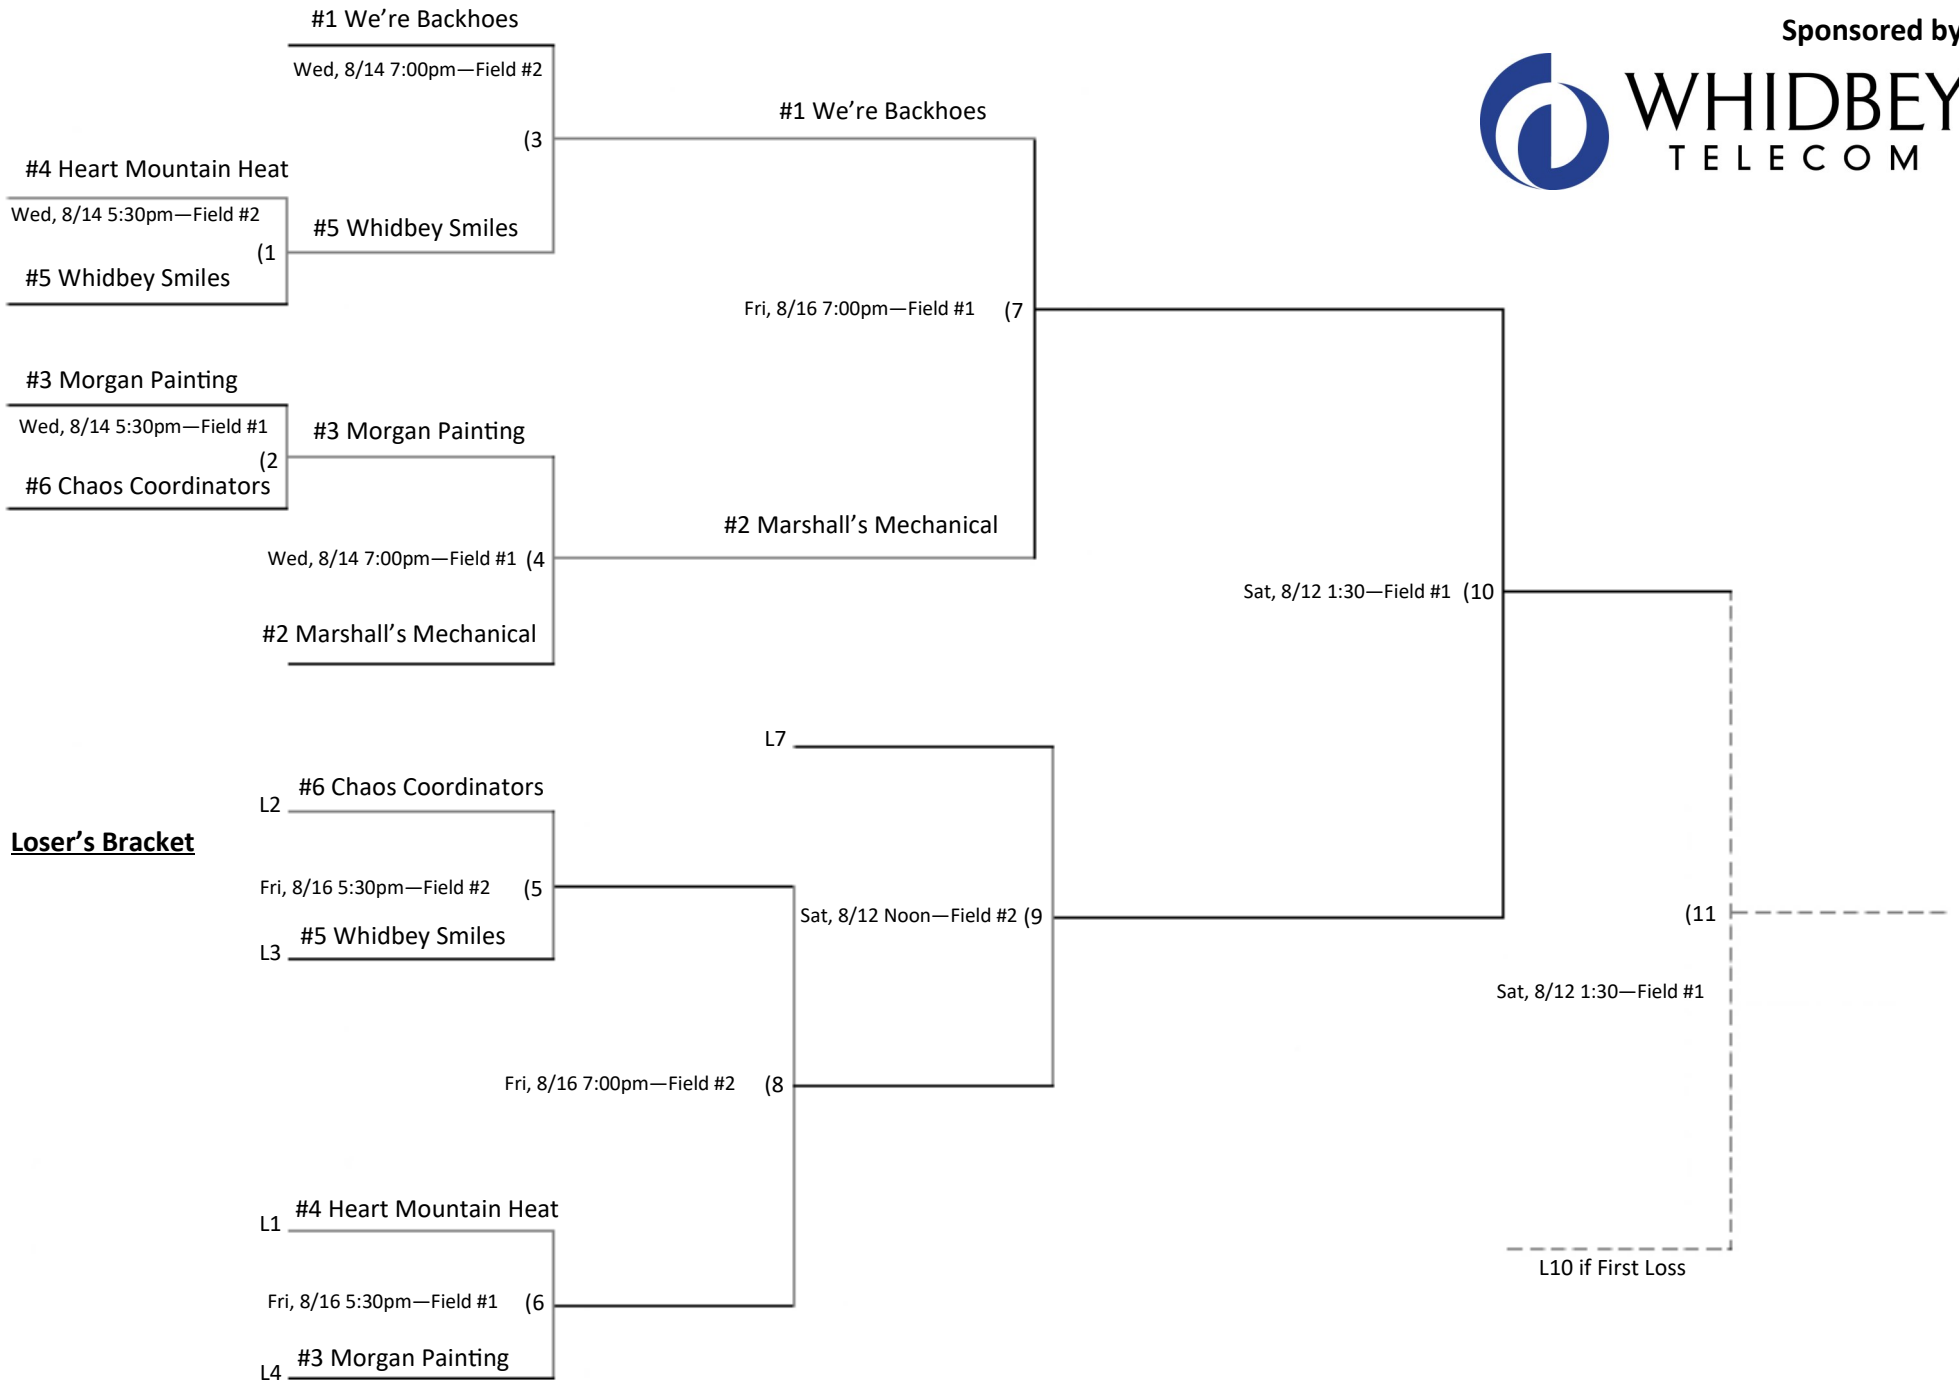 #1 We’re Backhoes
Sponsored by
Wed, 8/14 7:00pm—Field #2
WHIDBEY
TELECOM
#1 We’re Backhoes
(3
#4 Heart Mountain Heat
Wed, 8/14 5:30pm—Field #2
#5 Whidbey Smiles
(1
#5 Whidbey Smiles
Fri, 8/16 7:00pm—Field #1 (7
#3 Morgan Painting
Wed, 8/14 5:30pm—Field #1
#3 Morgan Painting
(2
#6 Chaos Coordinators
#2 Marshall’s Mechanical
Wed, 8/14 7:00pm—Field #1 (4
Sat, 8/12 1:30—Field #1 (10
#2 Marshall’s Mechanical
L7
#6 Chaos Coordinators
L2
Loser’s Bracket
Fri, 8/16 5:30pm—Field #2 (5
Sat, 8/12 Noon—Field #2 (9
(11
#5 Whidbey Smiles
L3
Sat, 8/12 1:30—Field #1
Fri, 8/16 7:00pm—Field #2 (8
#4 Heart Mountain Heat
L1
L10 if First Loss
Fri, 8/16 5:30pm—Field #1 (6
#3 Morgan Painting
L4